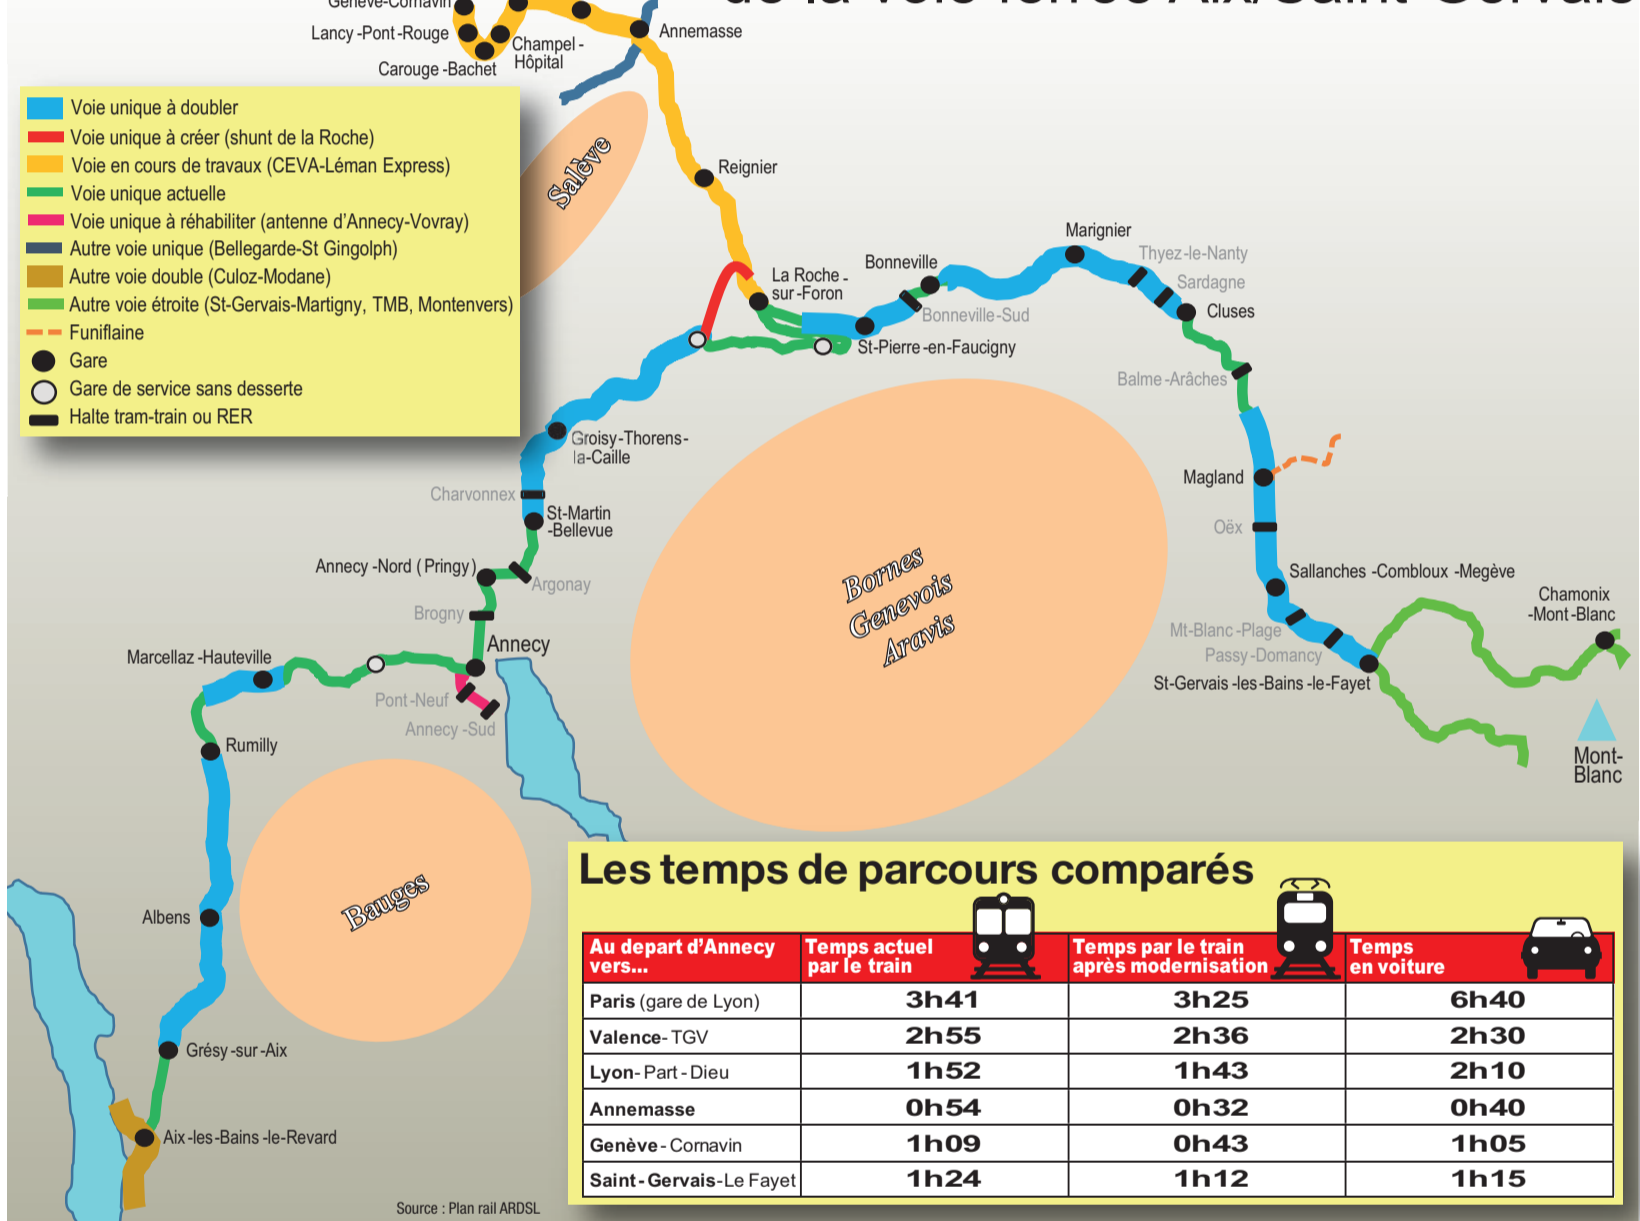 de la voie ferrée Aix/Saint-Gervais
Genève-Cornavin
Lancy-Pont-Rouge
Carouge-Bachet
Champel-
Hôpital
Annemasse
Voie unique à doubler
Voie unique à créer (shunt de la Roche)
Voie en cours de travaux (CEVA-Léman Express)
Voie unique actuelle
Voie unique à réhabiliter (antenne d'Annecy-Vovray)
Autre voie unique (Bellegarde-St Gingolph)
Autre voie double (Culoz-Modane)
Autre voie étroite (St-Gervais-Martigny, TMB, Montenvers)
Funiflaine
Gare
Gare de service sans desserte
Halte tram-train ou RER
Salève
Reignier
La Roche-
sur-Foron
Bonneville
Marignier
Thyez-le-Nanty
Sardagne
Cluses
Bonneville-Sud
St-Pierre-en-Faucigny
Balme-Arâches
Groisy-Thorens-
la-Caille
Magland
Charvonnex
St-Martin
-Bellevue
Oëx
Annecy-Nord (Pringy)
Argonay
Sallanches-Combloux-Megève
Bornes
Genevois
Aravis
Chamonix
-Mont-Blanc
Brogny
Mt-Blanc-Plage
Passy-Domancy
Annecy
Marcellaz-Hauteville
St-Gervais-les-Bains-le-Fayet
Pont-Neuf
Annecy-Sud
Rumilly
Mont-
Blanc
Bauges
Albens
Grésy-sur-Aix
Aix-les-Bains-le-Revard
Source : Plan rail ARDSL
Les temps de parcours comparés
Au depart d'Annecy vers... Temps actuel par le train Temps par le train après modernisation Temps en voiture
Paris (gare de Lyon) 3h41 3h25 6h40
Valence-TGV 2h55 2h36 2h30
Lyon-Part-Dieu 1h52 1h43 2h10
Annemasse 0h54 0h32 0h40
Genève-Cornavin 1h09 0h43 1h05
Saint-Gervais-Le Fayet 1h24 1h12 1h15